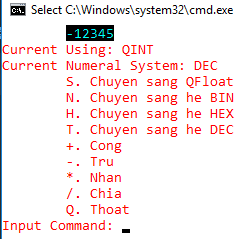 Select C:\Windows\system32\cmd.exe
-12345
Current Using: QINT
Current Numeral System: DEC
S. Chuyen sang QFloat
N. Chuyen sang he BIN
H. Chuyen sang he HEX
T. Chuyen sang he DEC
+. Cong
-. Tru
*. Nhan
/. Chia
Q. Thoat
Input Command: